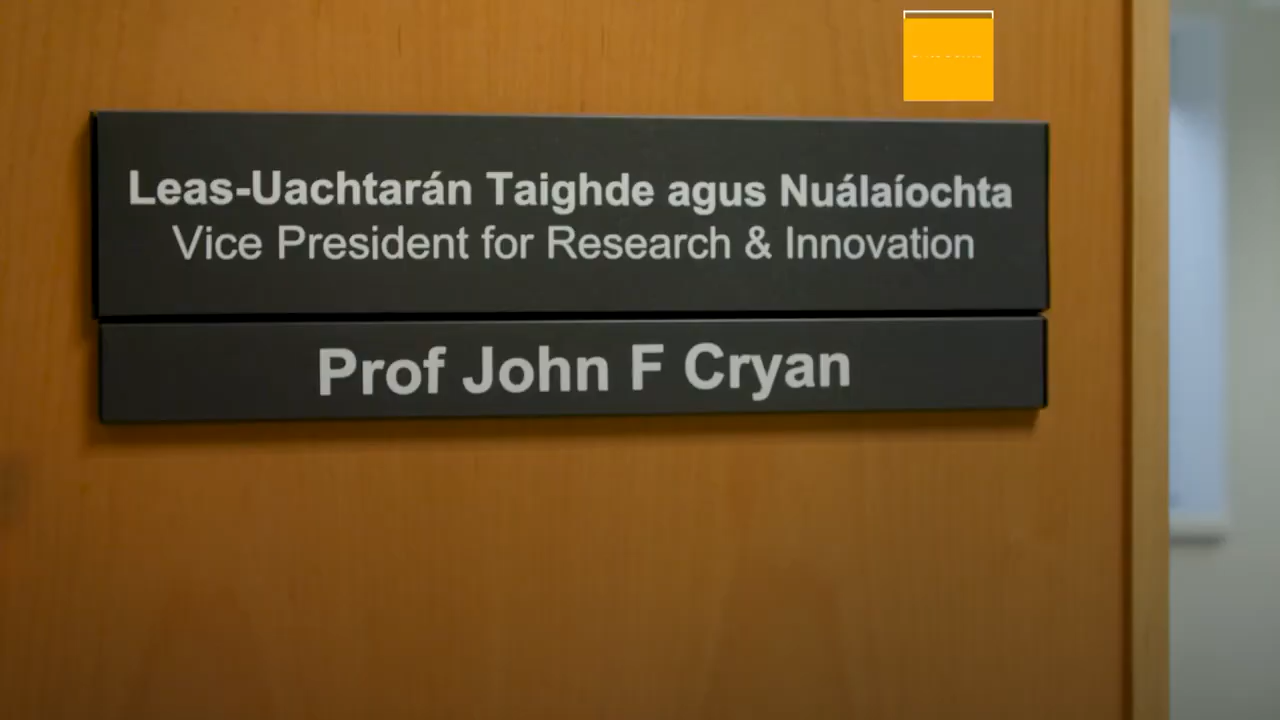 Leas-Uachtarán Taighde agus Nuálaíochta
Vice President for Research & Innovation
Prof John F Cryan